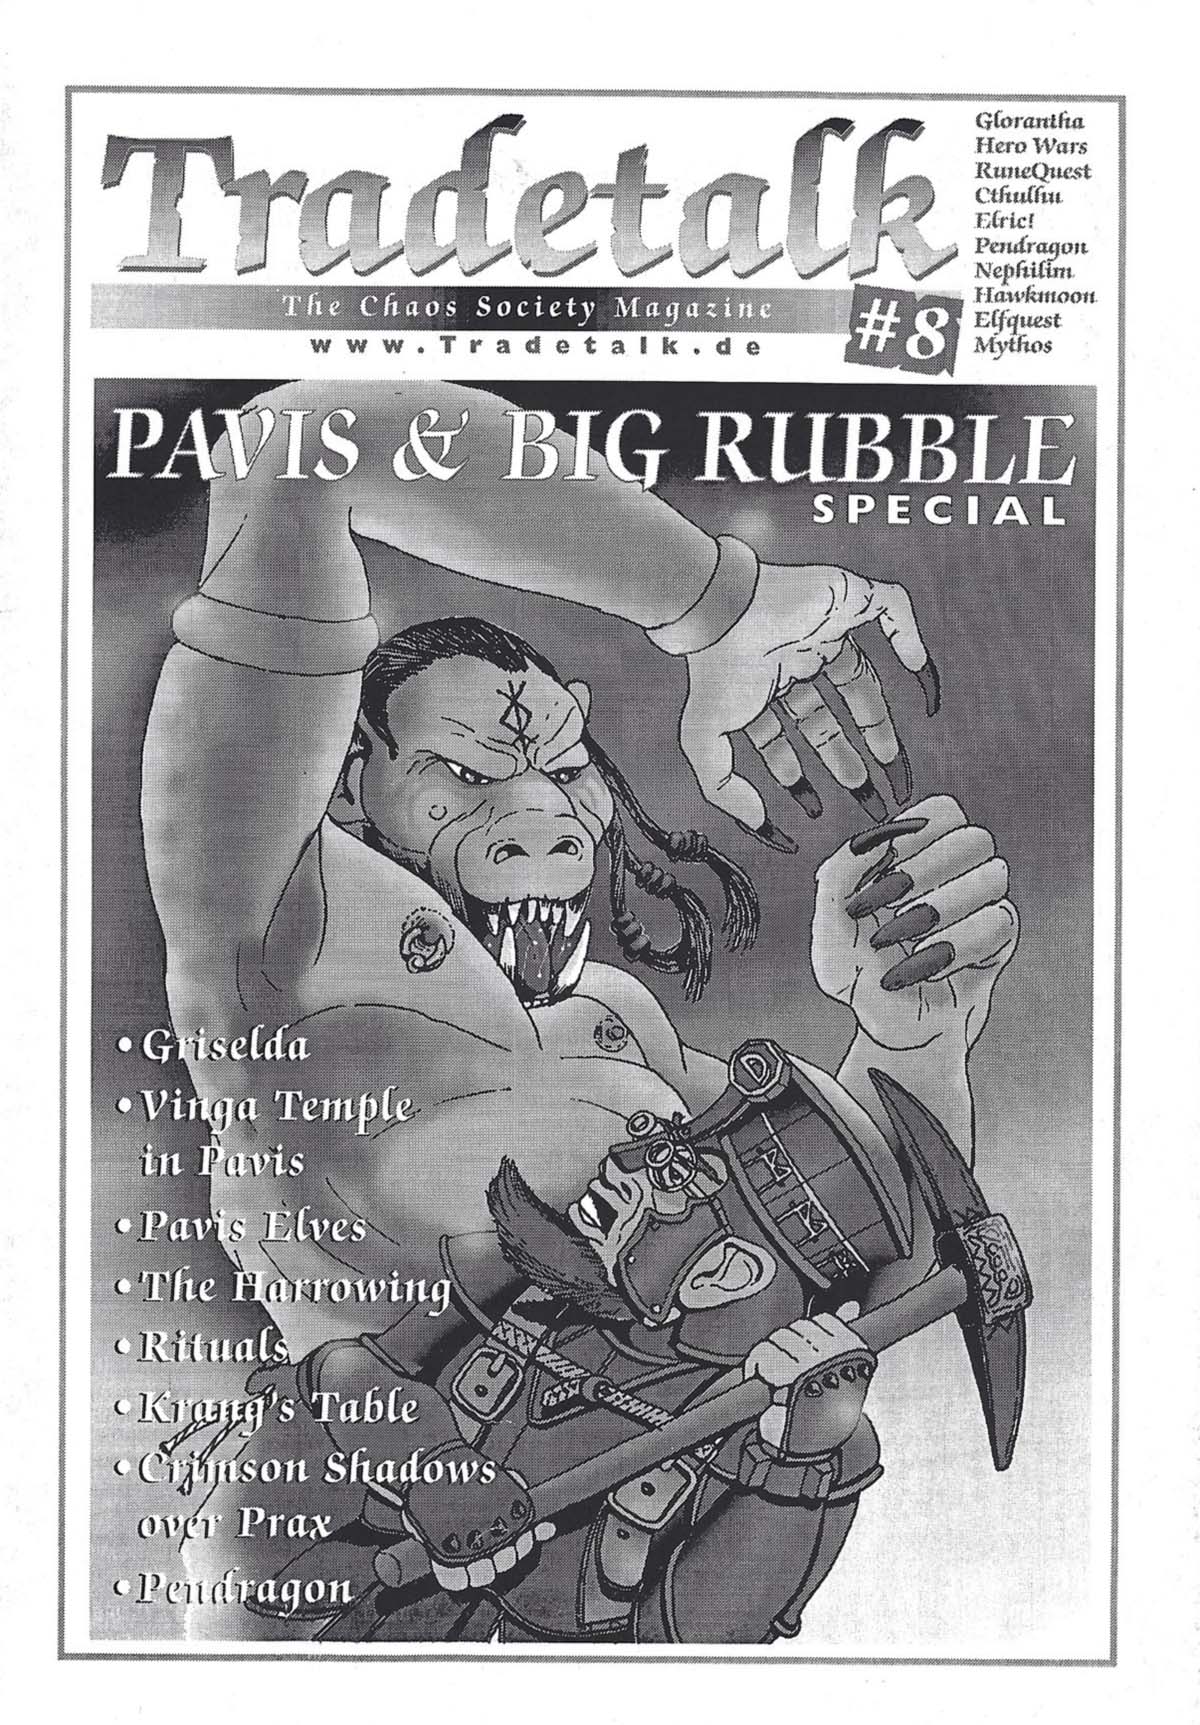 Tradetalk
Glorantha
Hero Wars
RuneQuest
Cthulhu
Elric!
Pendragon
Nephilim
Hawkmoon
Elfquest
Mythos
The Chaos Society Magazine
#8
www.Tradetalk.de
PAVIS & BIG RUBBLE
SPECIAL
• Griselda
• Vinga Temple
in Pavis
• Pavis Elves
• The Harrowing
• Rituals
• Krang's Table
• Crimson Shadows
over Prax
• Pendragon